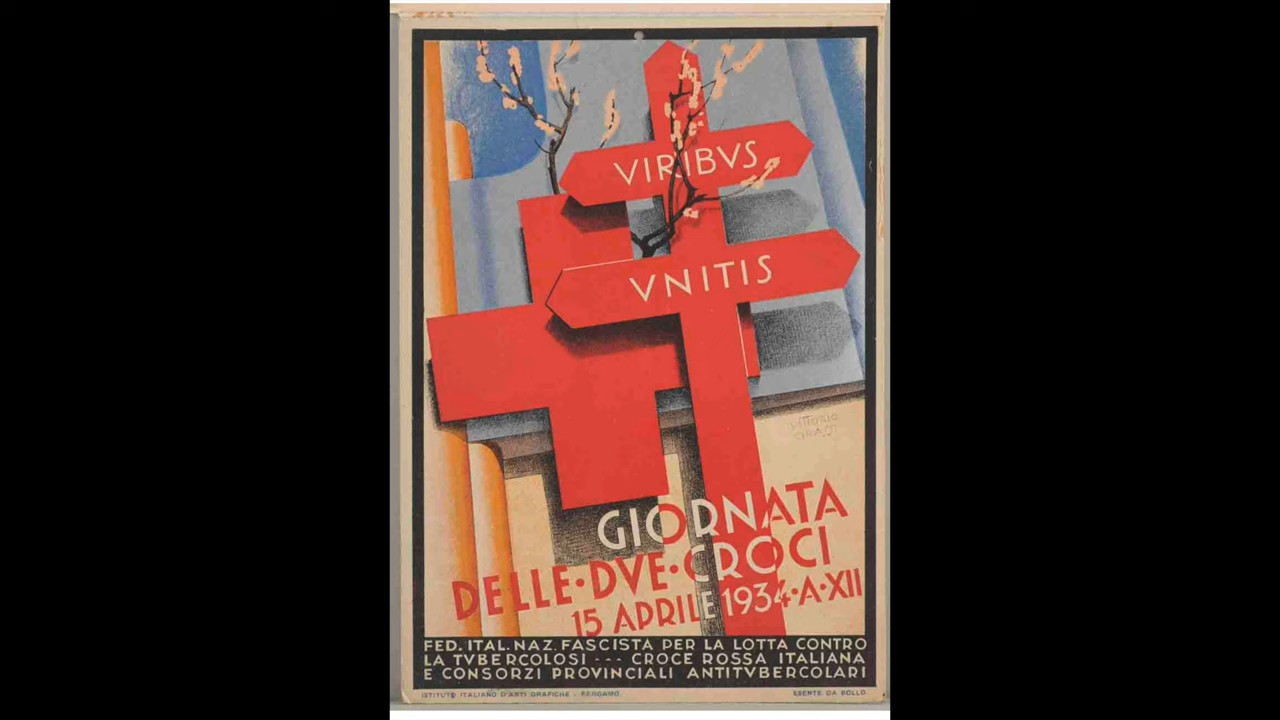 VIRIBVS
VNITIS
VITTORIO
GRASSI
GIORNATA
DELLE•DVE•CROCI
15 APRILE 1934•A•XII
FED. ITAL. NAZ. FASCISTA PER LA LOTTA CONTRO
LA TVBERCOLOSI --- CROCE ROSSA ITALIANA
E CONSORZI PROVINCIALI ANTITVBERCOLARI
ISTITUTO ITALIANO D'ARTI GRAFICHE - BERGAMO
ESENTE DA BOLLO